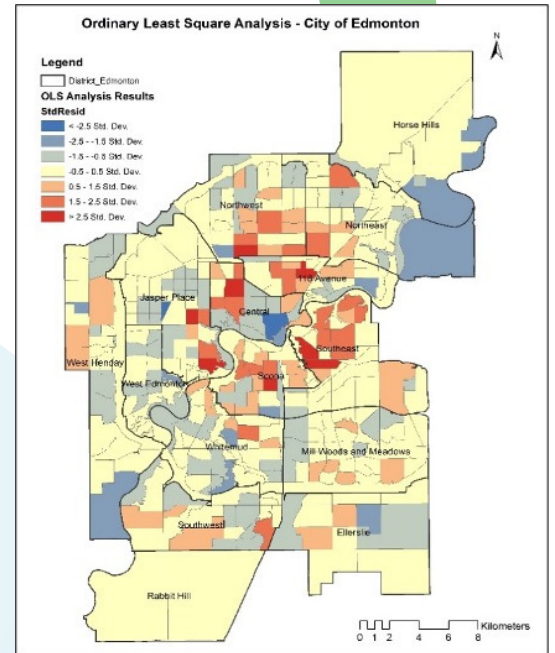 Ordinary Least Square Analysis - City of Edmonton
N
Legend
District_Edmonton
OLS Analysis Results
StdResid
< -2.5 Std. Dev.
-2.5 - -1.5 Std. Dev.
-1.5 - -0.5 Std. Dev.
-0.5 - 0.5 Std. Dev.
0.5 - 1.5 Std. Dev.
1.5 - 2.5 Std. Dev.
> 2.5 Std. Dev.
Horse Hills
Northwest
Northeast
118 Avenue
Jasper Place
Central
Southeast
West Henday
West Edmonton
Scona
Whitemud
Mill Woods and Meadows
Southwest
Ellerslie
Rabbit Hill
Kilometers
0 1 2 4 6 8